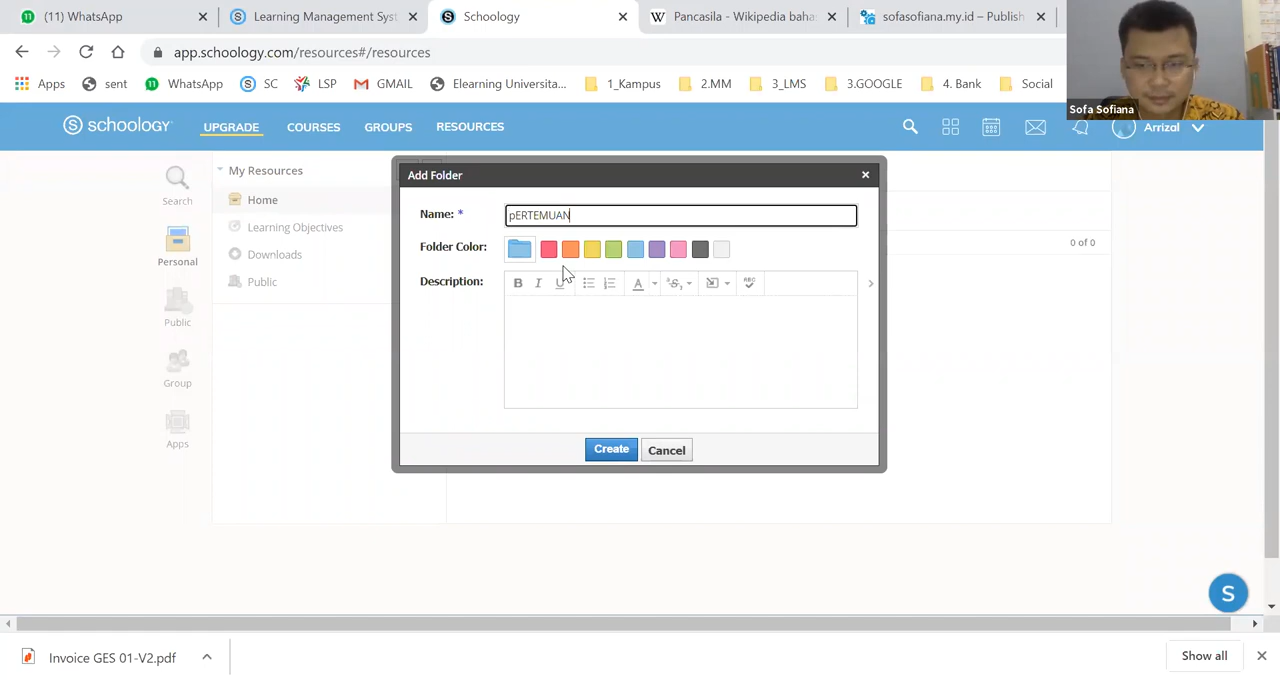 (11) WhatsApp
Learning Management Syst
Schoology
Pancasila - Wikipedia bahas
sofasofiana.my.id – Publish
app.schoology.com/resources#/resources
Apps
sent
11
WhatsApp
SC
LSP
GMAIL
Elearning Universita...
1_Kampus
2.MM
3_LMS
3.GOOGLE
4. Bank
Social
Sofa Sofiana
S schoology
UPGRADE
COURSES
GROUPS
RESOURCES
Arrizal
Search
Personal
Public
Group
Apps
My Resources
Home
Learning Objectives
Downloads
Public
0 of 0
Add Folder
Name: *
pERTEMUAN
Folder Color:
Description:
B I U
A
ABC
Create
Cancel
S
Invoice GES 01-V2.pdf
Show all